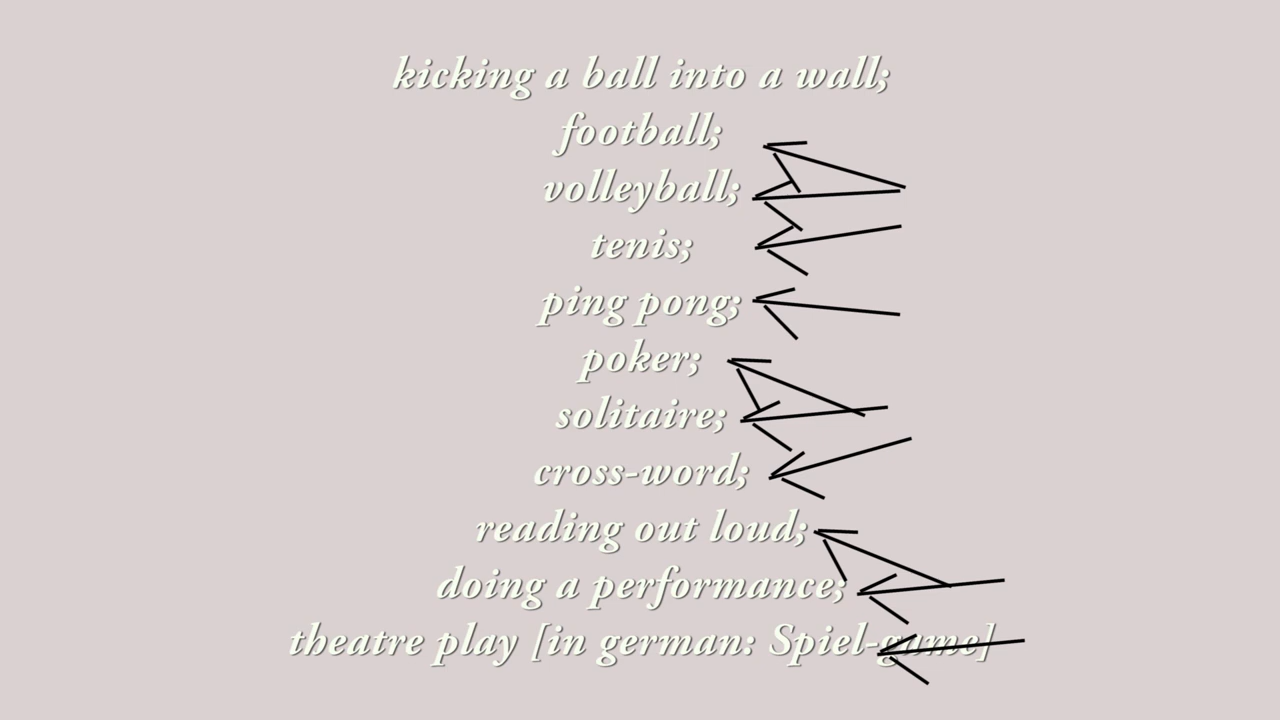 kicking a ball into a wall;
football;
volleyball;
tenis;
ping pong;
poker;
solitaire;
cross-word;
reading out loud;
doing a performance;
theatre play [in german: Spiel-game]